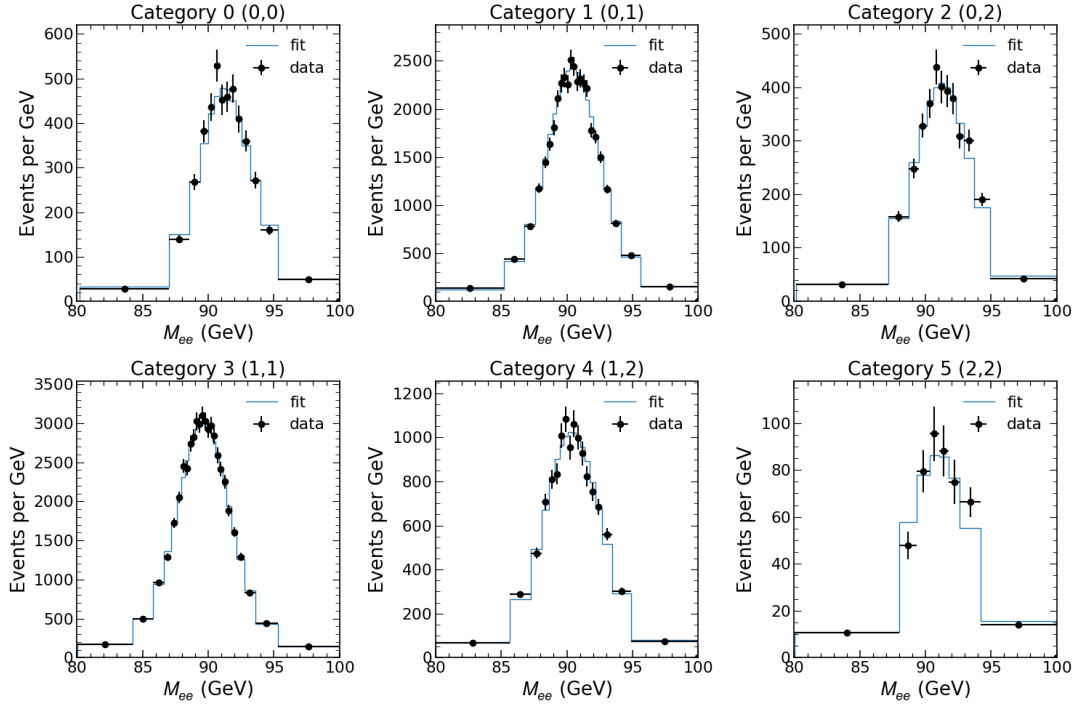 Category 0 (0,0)
Events per GeV
600
500
400
300
200
100
0
fit
data
80 85 90 95 100
M_ee (GeV)
Category 1 (0,1)
Events per GeV
2500
2000
1500
1000
500
0
fit
data
80 85 90 95 100
M_ee (GeV)
Category 2 (0,2)
Events per GeV
500
400
300
200
100
0
fit
data
80 85 90 95 100
M_ee (GeV)
Category 3 (1,1)
Events per GeV
3500
3000
2500
2000
1500
1000
500
0
fit
data
80 85 90 95 100
M_ee (GeV)
Category 4 (1,2)
Events per GeV
1200
1000
800
600
400
200
0
fit
data
80 85 90 95 100
M_ee (GeV)
Category 5 (2,2)
Events per GeV
100
80
60
40
20
0
fit
data
80 85 90 95 100
M_ee (GeV)